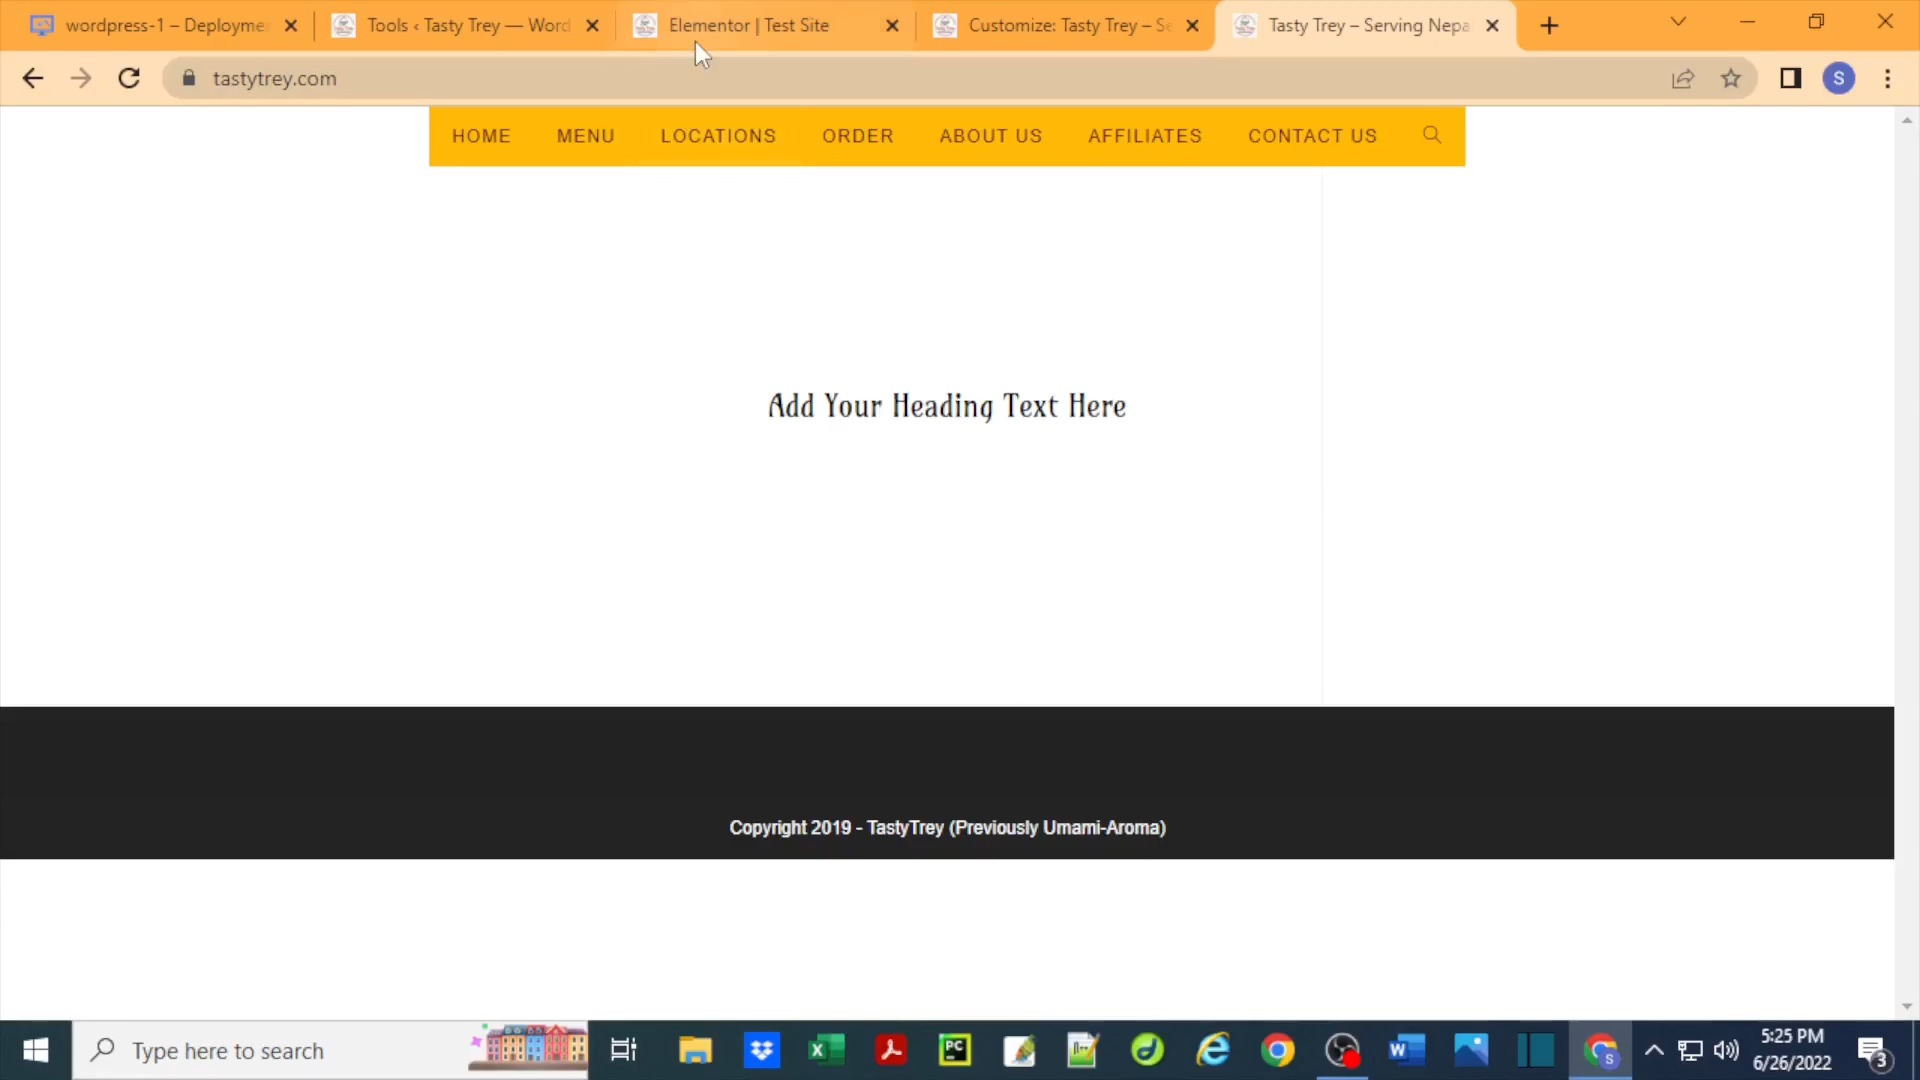 wordpress-1 – Deployme
Tools ‹ Tasty Trey — Word
Elementor | Test Site
Customize: Tasty Trey – Se
Tasty Trey – Serving Nepa
tastytrey.com
S
HOME MENU LOCATIONS ORDER ABOUT US AFFILIATES CONTACT US
Add Your Heading Text Here
Copyright 2019 - TastyTrey (Previously Umami-Aroma)
Type here to search
PC
W
S
5:25 PM
6/26/2022
3